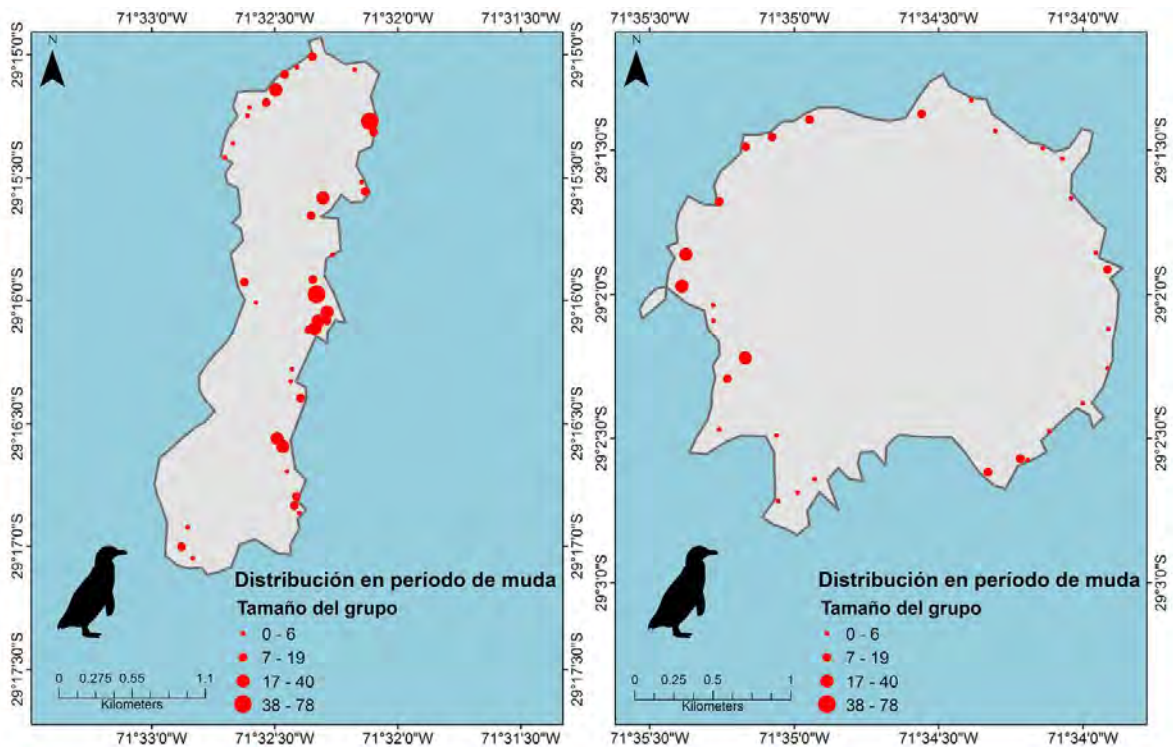 71°33'0"W 71°32'30"W 71°32'0"W 71°31'30"W
N
29°15'0"S
29°15'30"S
29°16'0"S
29°16'30"S
29°17'0"S
29°17'30"S
29°15'0"S
29°15'30"S
29°16'0"S
29°16'30"S
29°17'0"S
29°17'30"S
Distribución en período de muda
Tamaño del grupo
0 - 6
7 - 19
17 - 40
38 - 78
0 0.275 0.55 1.1
Kilometers
71°33'0"W 71°32'30"W 71°32'0"W 71°31'30"W
71°35'30"W 71°35'0"W 71°34'30"W 71°34'0"W
N
29°1'30"S
29°2'0"S
29°2'30"S
29°3'0"S
29°1'30"S
29°2'0"S
29°2'30"S
29°3'0"S
Distribución en período de muda
Tamaño del grupo
0 - 6
7 - 19
17 - 40
38 - 78
0 0.25 0.5 1
Kilometers
71°35'30"W 71°35'0"W 71°34'30"W 71°34'0"W